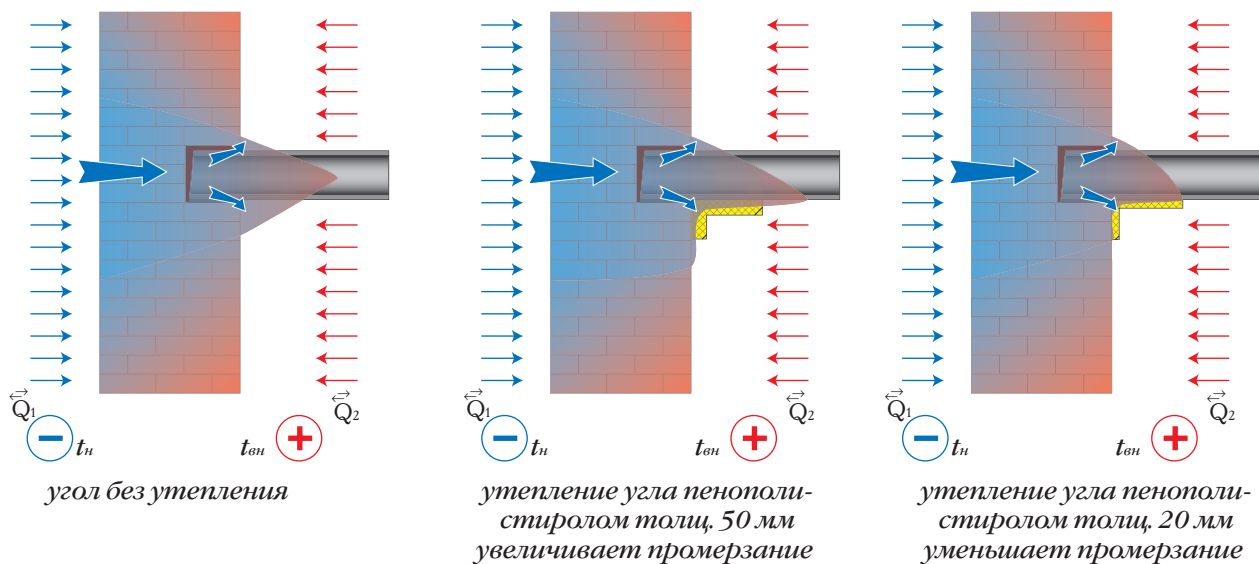 Q₁ Q₂
− tн tвн +
угол без утепления
Q₁ Q₂
− tн tвн +
утепление угла пенополи-
стиролом толщ. 50 мм
увеличивает промерзание
Q₁ Q₂
− tн tвн +
утепление угла пенополи-
стиролом толщ. 20 мм
уменьшает промерзание